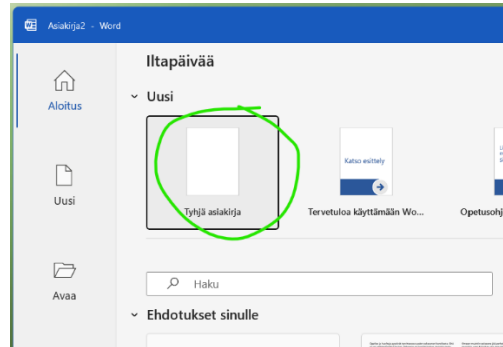 Asiakirja2 - Word
Iltapäivää
Aloitus
Uusi
Katso esittely
Tyhjä asiakirja
Tervetuloa käyttämään Wo...
Opetusohj
Uusi
Haku
Avaa
Ehdotukset sinulle